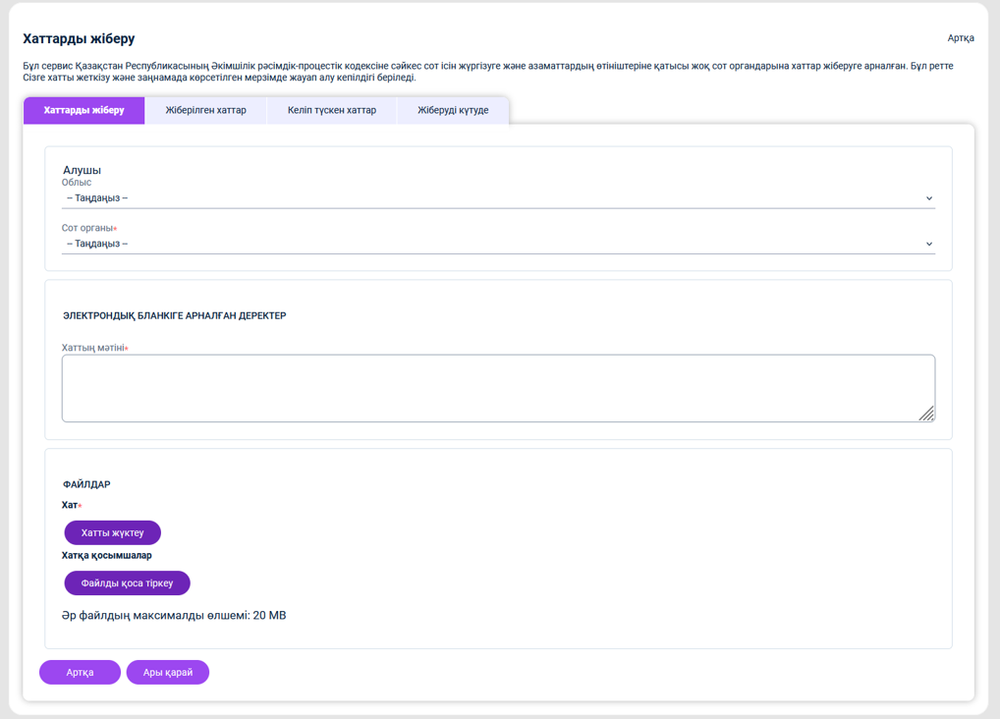 Хаттарды жіберу
Артқа
Бұл сервис Қазақстан Республикасының Әкімшілік рәсімдік-процестік кодексіне сәйкес сот ісін жүргізуге және азаматтардың өтініштеріне қатысы жоқ сот органдарына хаттар жіберуге арналған. Бұл ретте
Сізге хатты жеткізу және заңнамада көрсетілген мерзімде жауап алу кепілдігі беріледі.
Хаттарды жіберу
Жіберілген хаттар
Келіп түскен хаттар
Жіберуді күтуде
Алушы
Облыс
-- Таңдаңыз --
Сот органы*
-- Таңдаңыз --
ЭЛЕКТРОНДЫҚ БЛАНКІГЕ АРНАЛҒАН ДЕРЕКТЕР
Хаттың мәтіні*
ФАЙЛДАР
Хат*
Хатты жүктеу
Хатқа қосымшалар
Файлды қоса тіркеу
Әр файлдың максималды өлшемі: 20 MB
Артқа
Ары қарай